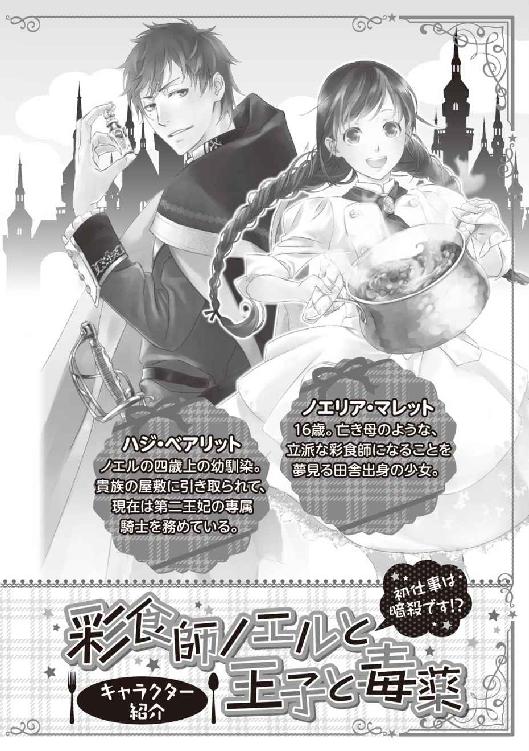 ノエリア・マレット
16歳。亡き母のような、
立派な彩食師になることを
夢見る田舎出身の少女。
ハジ・ベアリット
ノエルの四歳上の幼馴染。
貴族の屋敷に引き取られて、
現在は第二王妃の専属
騎士を務めている。
初仕事は
暗殺です!?
彩食師ノエルと
王子と毒薬
キャラクター
紹介